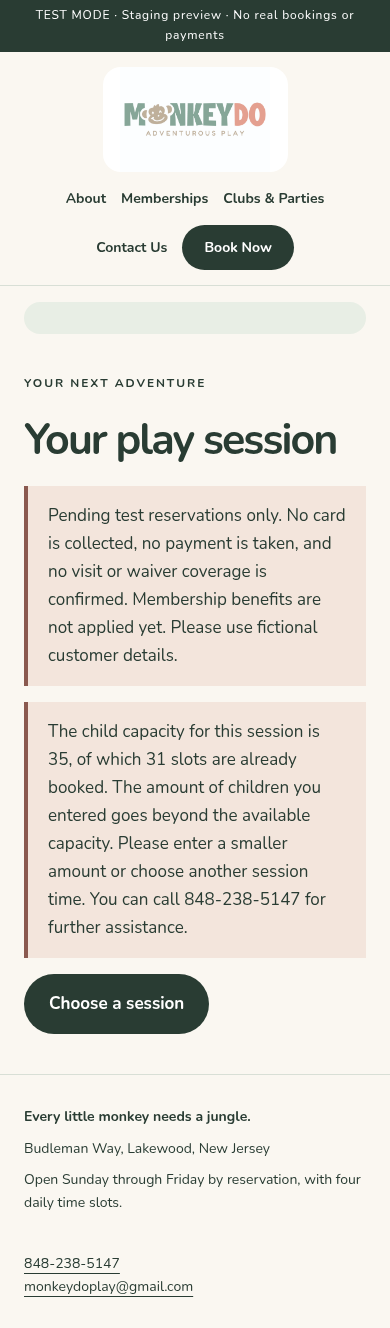 TEST MODE · Staging preview · No real bookings or
payments
MONKEYDO
ADVENTUROUS PLAY
About Memberships Clubs & Parties
Contact Us Book Now
YOUR NEXT ADVENTURE
Your play session
Pending test reservations only. No card
is collected, no payment is taken, and
no visit or waiver coverage is
confirmed. Membership benefits are
not applied yet. Please use fictional
customer details.
The child capacity for this session is
35, of which 31 slots are already
booked. The amount of children you
entered goes beyond the available
capacity. Please enter a smaller
amount or choose another session
time. You can call 848-238-5147 for
further assistance.
Choose a session
Every little monkey needs a jungle.
Budleman Way, Lakewood, New Jersey
Open Sunday through Friday by reservation, with four
daily time slots.
848-238-5147
monkeydoplay@gmail.com